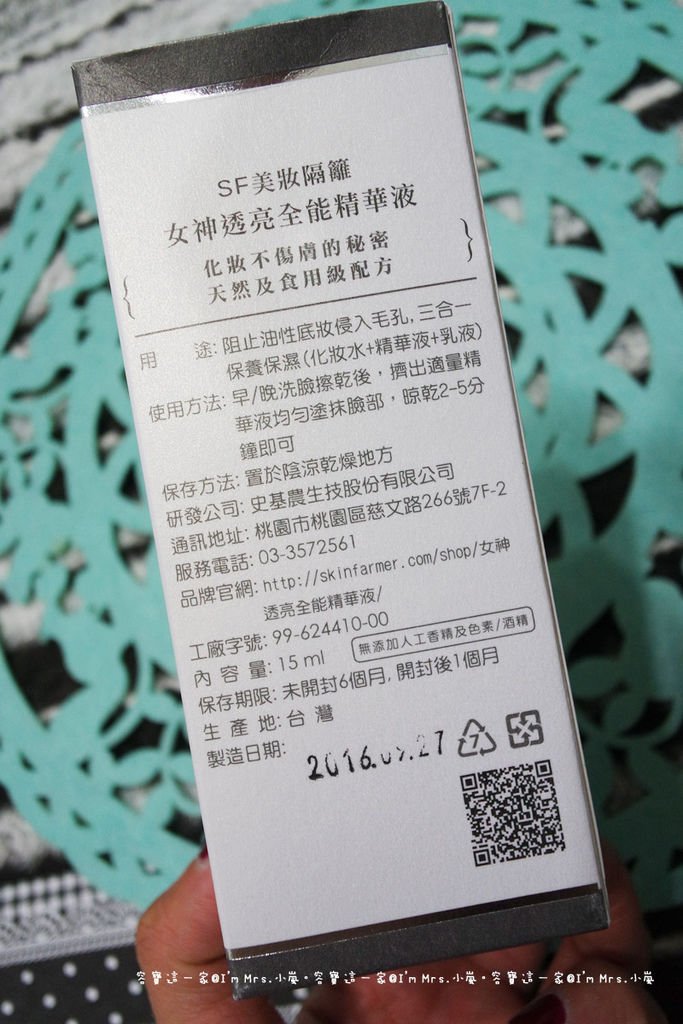 SF美妝隔籬
女神透亮全能精華液
化妝不傷膚的秘密
天然及食用級配方
用　　途: 阻止油性底妝侵入毛孔, 三合一
保養保濕(化妝水+精華液+乳液)
使用方法: 早/晚洗臉擦乾後，擠出適量精
華液均勻塗抹臉部，晾乾2-5分
鐘即可
保存方法: 置於陰涼乾燥地方
研發公司: 史基農生技股份有限公司
通訊地址: 桃園市桃園區慈文路266號7F-2
服務電話: 03-3572561
品牌官網: http://skinfarmer.com/shop/女神
透亮全能精華液/
工廠字號: 99-624410-00
無添加人工香精及色素/酒精
內 容 量: 15 ml
保存期限: 未開封6個月, 開封後1個月
生 產 地: 台 灣
製造日期: 2016.09.27
7
容寶這一家@I'm Mrs.小嵐。容寶這一家@I'm Mrs.小嵐。容寶這一家@I'm Mrs.小嵐